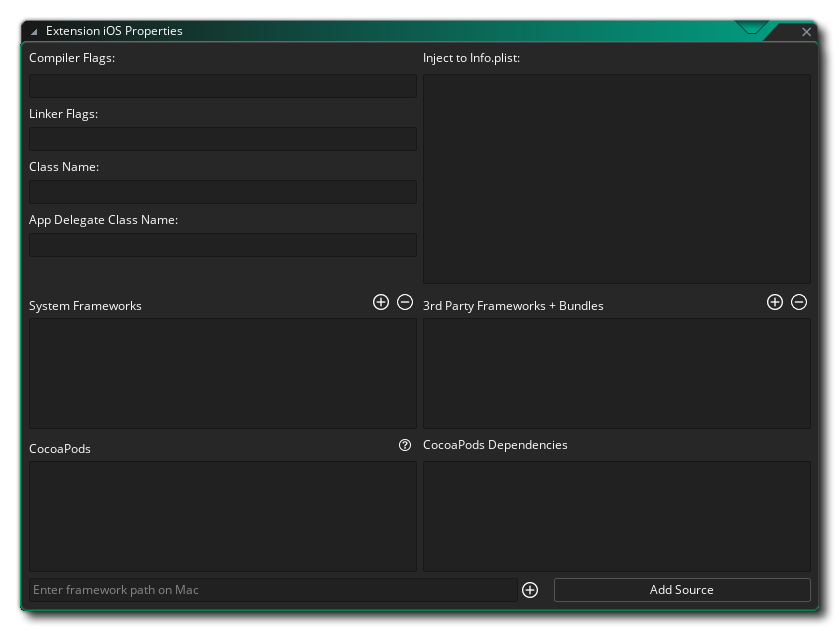 Extension iOS Properties
Compiler Flags:
Inject to Info.plist:
Linker Flags:
Class Name:
App Delegate Class Name:
System Frameworks
3rd Party Frameworks + Bundles
CocoaPods
CocoaPods Dependencies
Enter framework path on Mac
Add Source